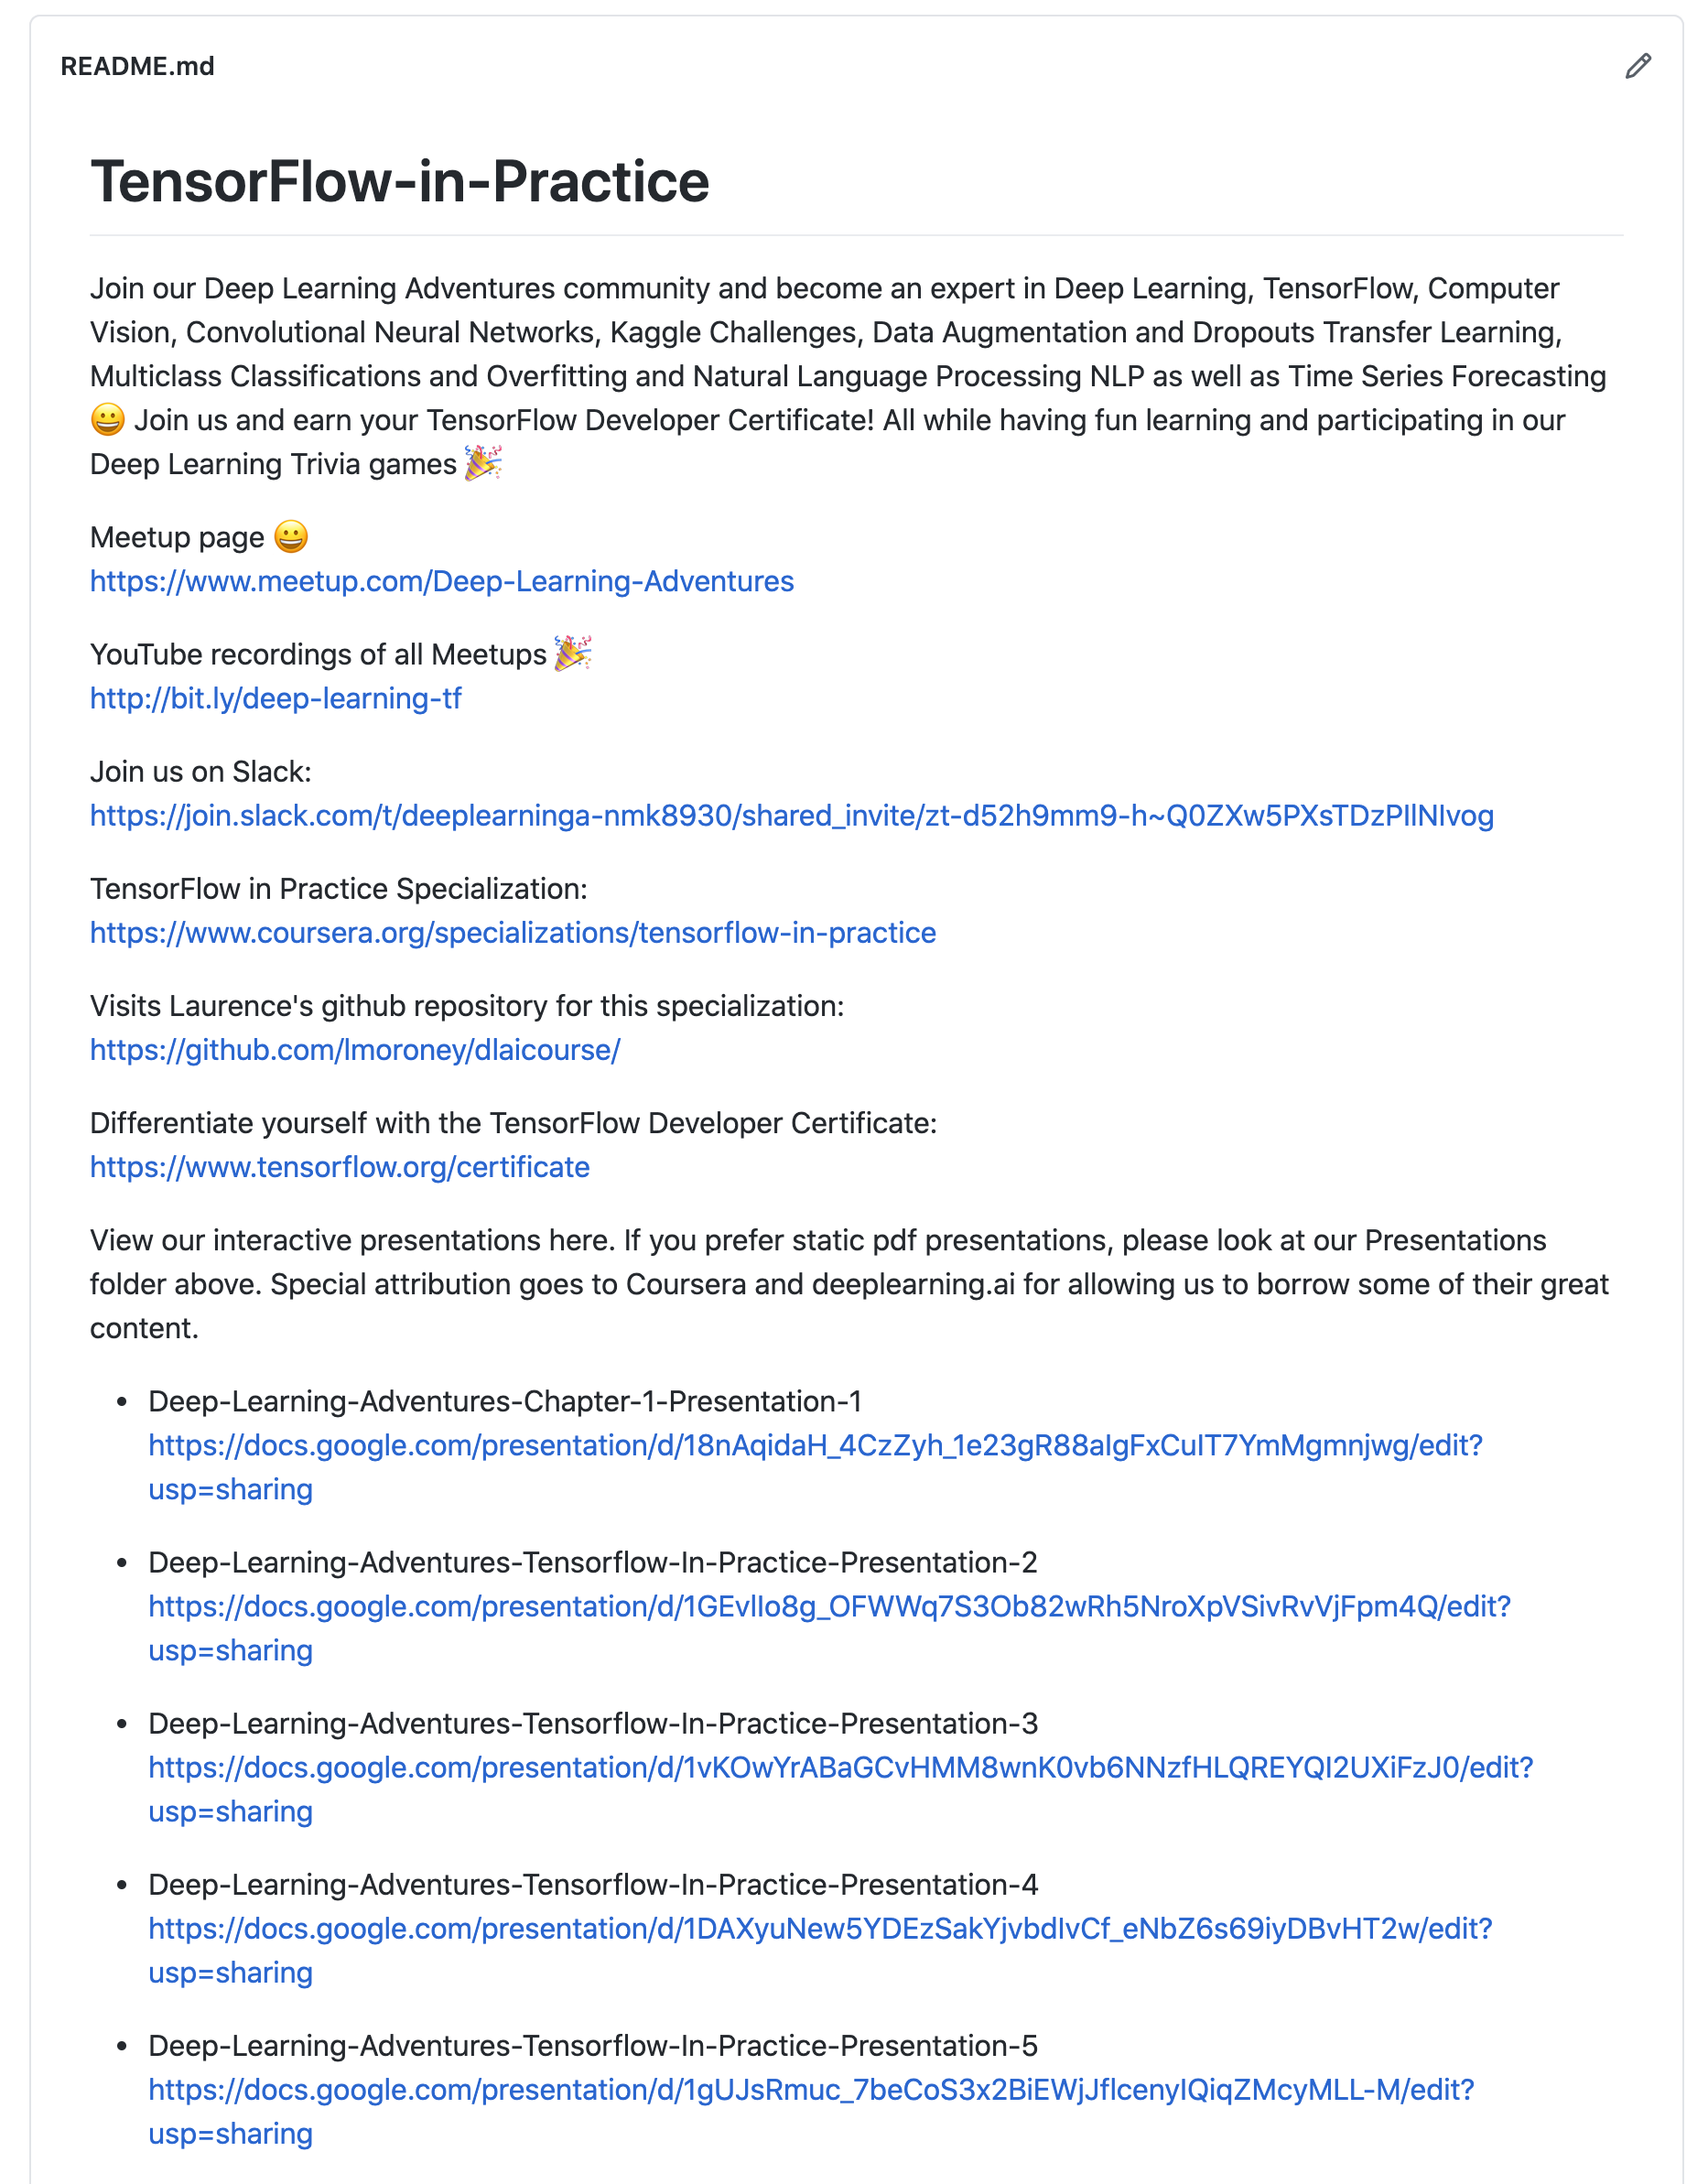 README.md
TensorFlow-in-Practice
Join our Deep Learning Adventures community and become an expert in Deep Learning, TensorFlow, Computer
Vision, Convolutional Neural Networks, Kaggle Challenges, Data Augmentation and Dropouts Transfer Learning,
Multiclass Classifications and Overfitting and Natural Language Processing NLP as well as Time Series Forecasting
😀 Join us and earn your TensorFlow Developer Certificate! All while having fun learning and participating in our
Deep Learning Trivia games 🎉
Meetup page 😀
https://www.meetup.com/Deep-Learning-Adventures
YouTube recordings of all Meetups 🎉
http://bit.ly/deep-learning-tf
Join us on Slack:
https://join.slack.com/t/deeplearninga-nmk8930/shared_invite/zt-d52h9mm9-h~Q0ZXw5PXsTDzPIlNIvog
TensorFlow in Practice Specialization:
https://www.coursera.org/specializations/tensorflow-in-practice
Visits Laurence's github repository for this specialization:
https://github.com/lmoroney/dlaicourse/
Differentiate yourself with the TensorFlow Developer Certificate:
https://www.tensorflow.org/certificate
View our interactive presentations here. If you prefer static pdf presentations, please look at our Presentations
folder above. Special attribution goes to Coursera and deeplearning.ai for allowing us to borrow some of their great
content.
• Deep-Learning-Adventures-Chapter-1-Presentation-1
https://docs.google.com/presentation/d/18nAqidaH_4CzZyh_1e23gR88aIgFxCuIT7YmMgmnjwg/edit?
usp=sharing
• Deep-Learning-Adventures-Tensorflow-In-Practice-Presentation-2
https://docs.google.com/presentation/d/1GEvlIo8g_OFWWq7S3Ob82wRh5NroXpVSivRvVjFpm4Q/edit?
usp=sharing
• Deep-Learning-Adventures-Tensorflow-In-Practice-Presentation-3
https://docs.google.com/presentation/d/1vKOwYrABaGCvHMM8wnK0vb6NNzfHLQREYQI2UXiFzJ0/edit?
usp=sharing
• Deep-Learning-Adventures-Tensorflow-In-Practice-Presentation-4
https://docs.google.com/presentation/d/1DAXyuNew5YDEzSakYjvbdIvCf_eNbZ6s69iyDBvHT2w/edit?
usp=sharing
• Deep-Learning-Adventures-Tensorflow-In-Practice-Presentation-5
https://docs.google.com/presentation/d/1gUJsRmuc_7beCoS3x2BiEWjJflcenyIQiqZMcyMLL-M/edit?
usp=sharing